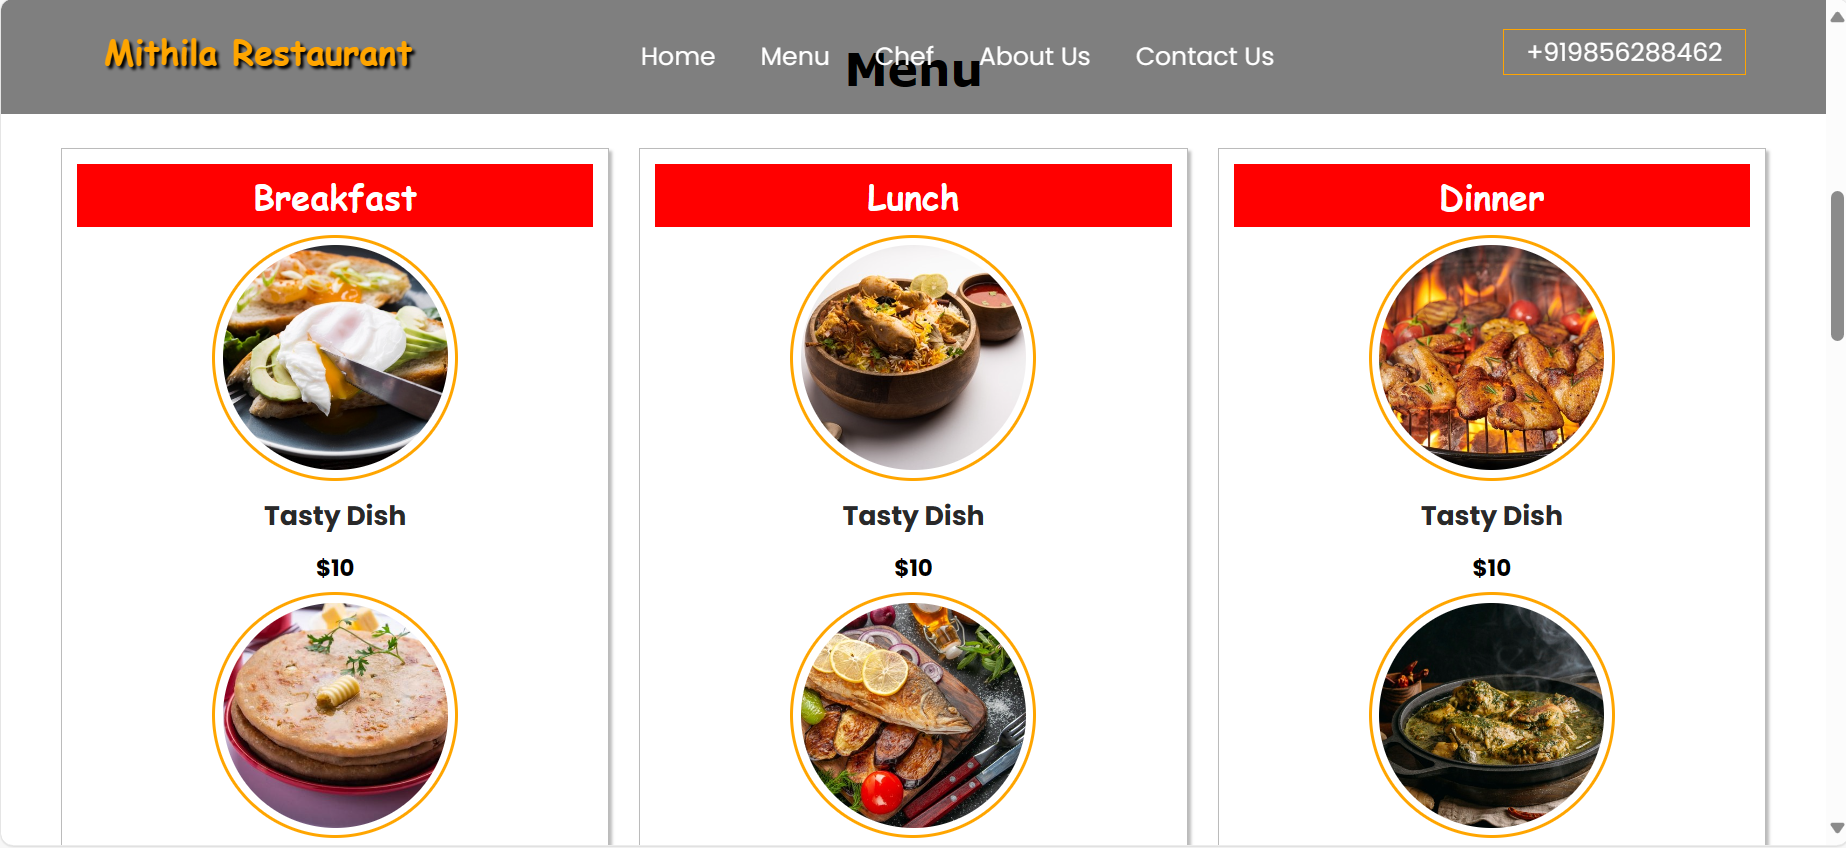 Mithila Restaurant
Home Menu Chef About Us Contact Us
+919856288462
Menu
Breakfast
Tasty Dish
$10
Lunch
Tasty Dish
$10
Dinner
Tasty Dish
$10